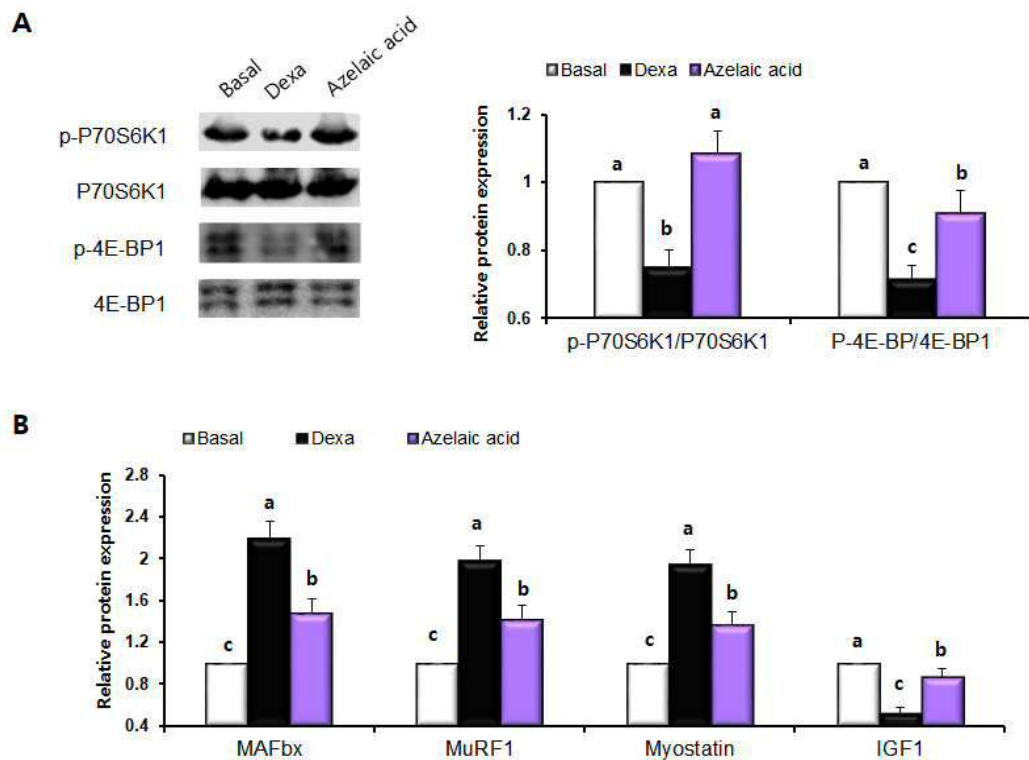 A
Basal
Dexa
Azelaic acid
p-P70S6K1
P70S6K1
p-4E-BP1
4E-BP1
Basal Dexa Azelaic acid
Relative protein expression
1.2
1
0.8
0.6
a
b
a
a
c
b
p-P70S6K1/P70S6K1 P-4E-BP/4E-BP1
B
Basal Dexa Azelaic acid
Relative protein expression
2.8
2.4
2
1.6
1.2
0.8
0.4
c
a
b
c
a
b
c
a
b
a
c
b
MAFbx MuRF1 Myostatin IGF1